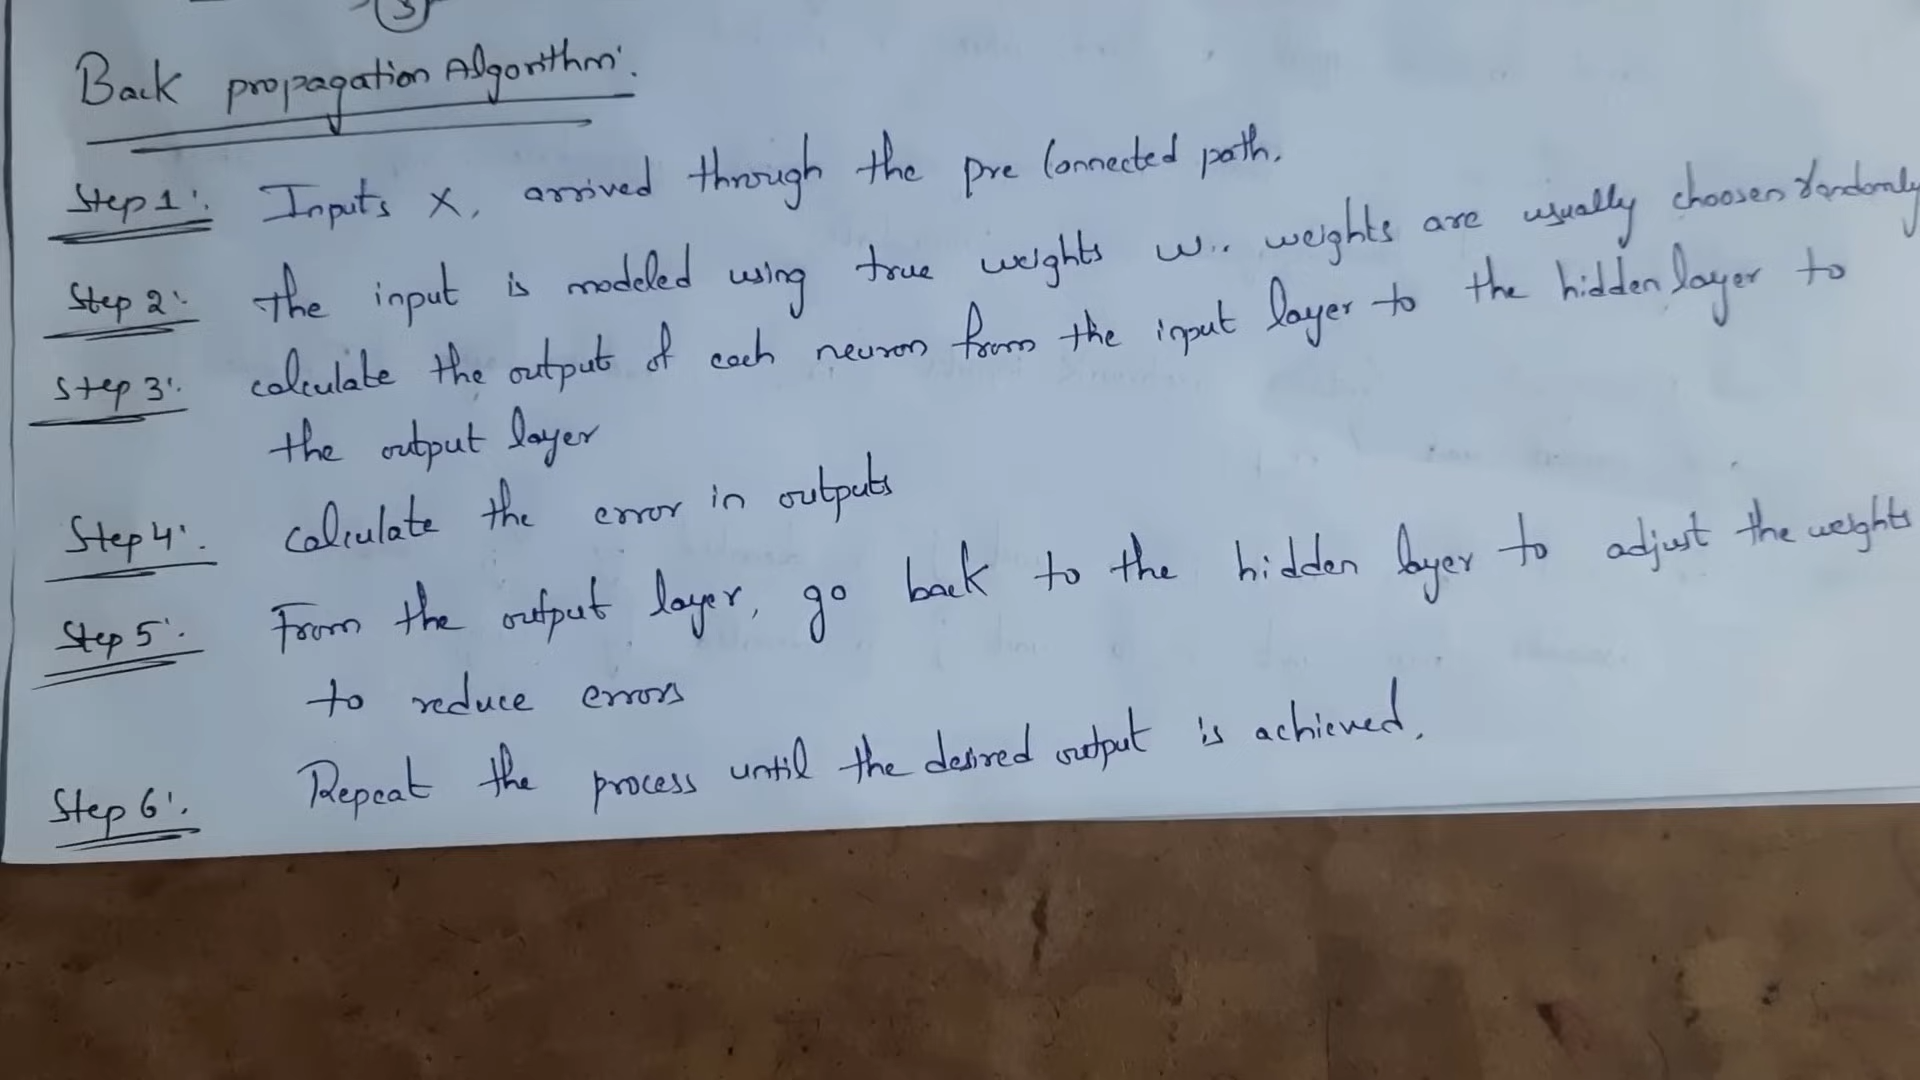 3
Back propagation Algorithm:
Step 1: Inputs X, arrived through the pre connected path.
Step 2: the input is modeled using true weights w.. weights are usually choosen randomly
Step 3: calculate the output of each neuron from the input layer to the hidden layer to
the output layer
Step 4: calculate the error in outputs
Step 5: From the output layer, go back to the hidden layer to adjust the weights
to reduce errors
Step 6: Repeat the process until the desired output is achieved.